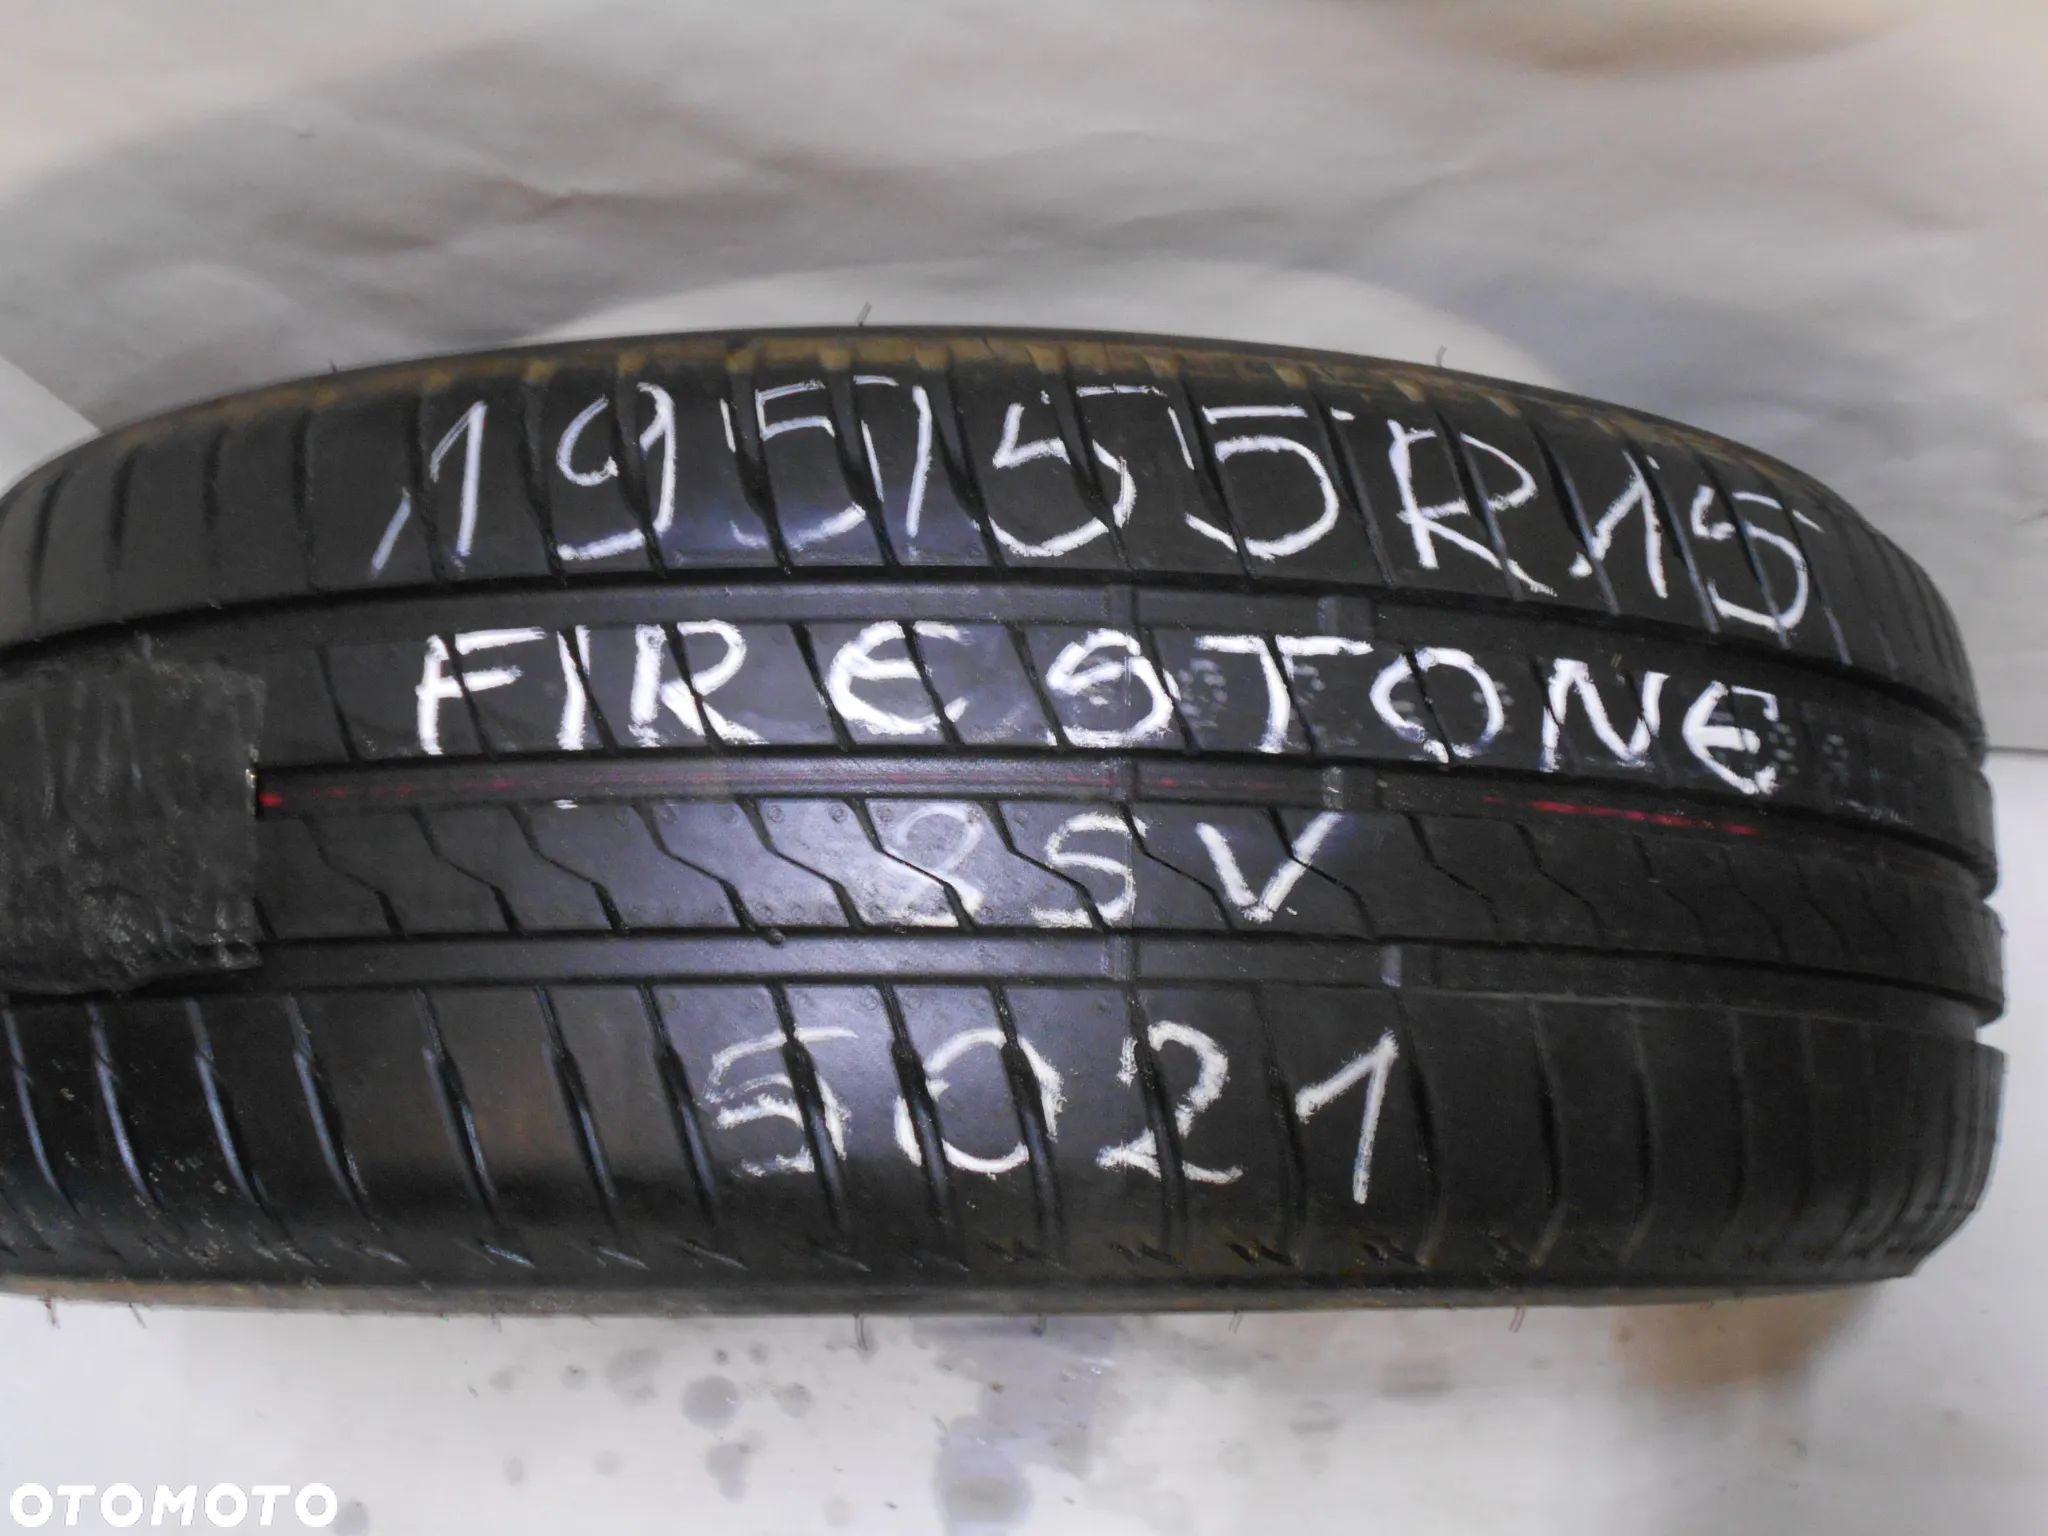 195/55R15
FIRESTONE
85V
5021
OTOMOTO